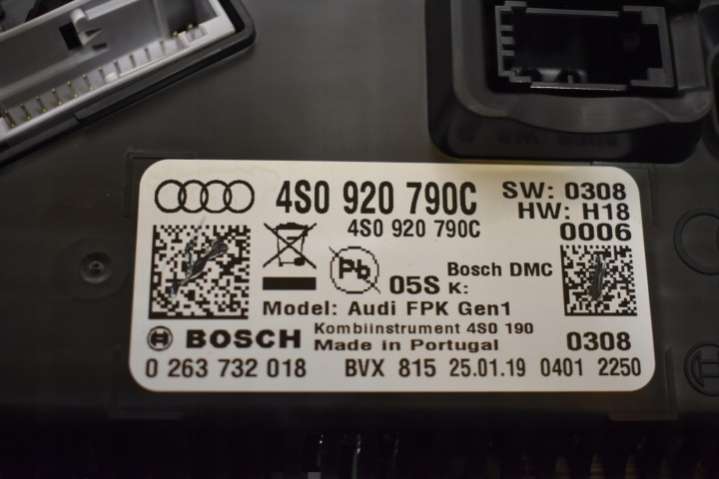 4S0 920 790C
SW: 0308
4S0 920 790C
HW: H18
0006
Pb
05S
Bosch DMC
K:
Model: Audi FPK Gen1
BOSCH
Kombiinstrument 4S0 190
Made in Portugal
0308
0 263 732 018 BVX 815 25.01.19 0401 2250